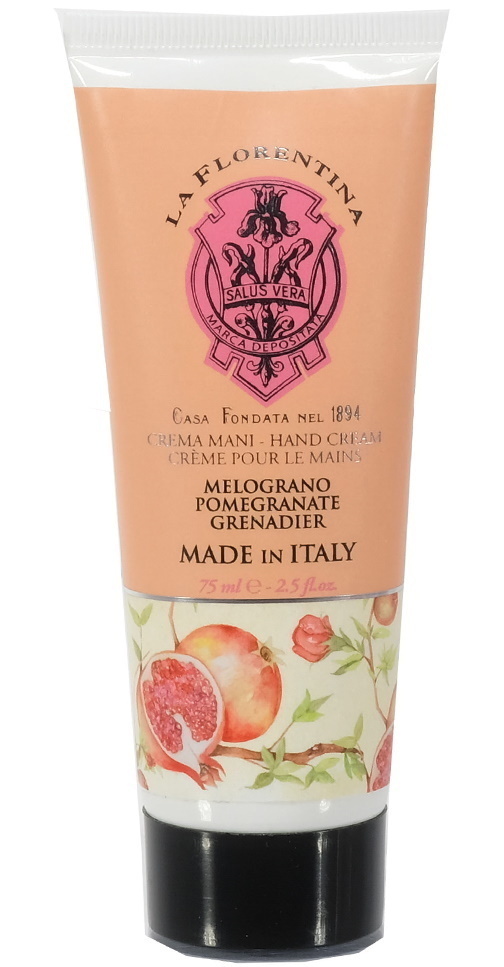 LA FLORENTINA
SALUS VERA
MARCA DEPOSITATA
CASA FONDATA NEL 1894
CREMA MANI - HAND CREAM
CRÈME POUR LE MAINS
MELOGRANO
POMEGRANATE
GRENADIER
MADE IN ITALY
75 ml ℮ - 2.5 fl.oz.